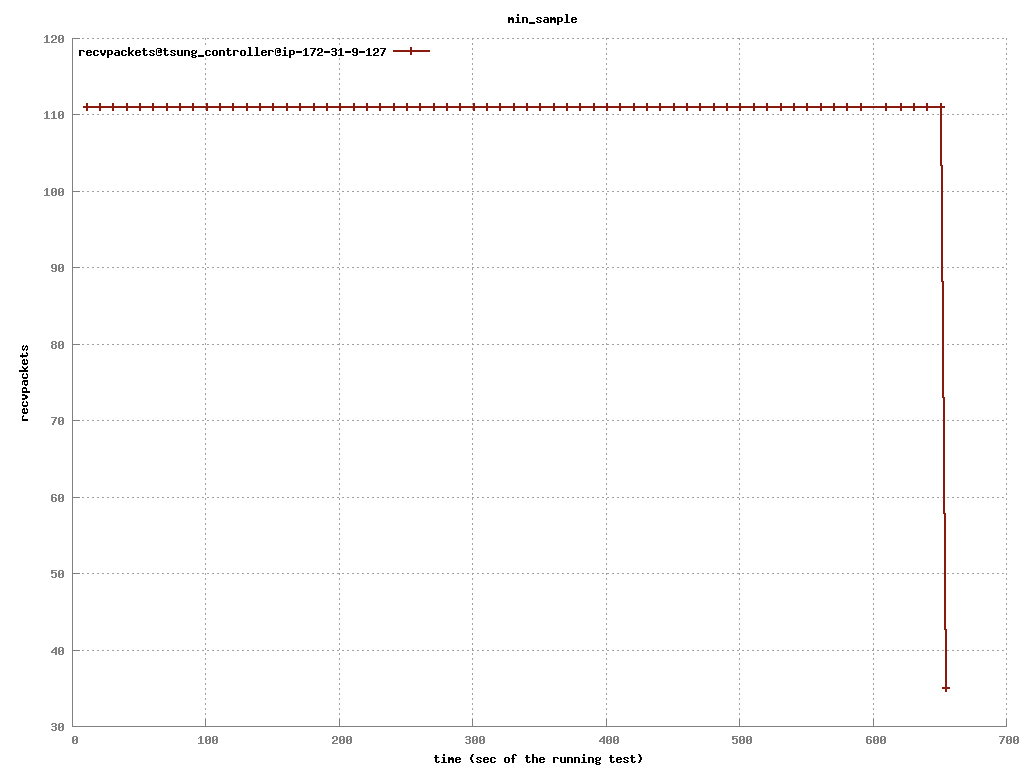 min_sample
120
recvpackets@tsung_controller@ip-172-31-9-127
110
100
90
80
recvpackets
70
60
50
40
30
0 100 200 300 400 500 600 700
time (sec of the running test)